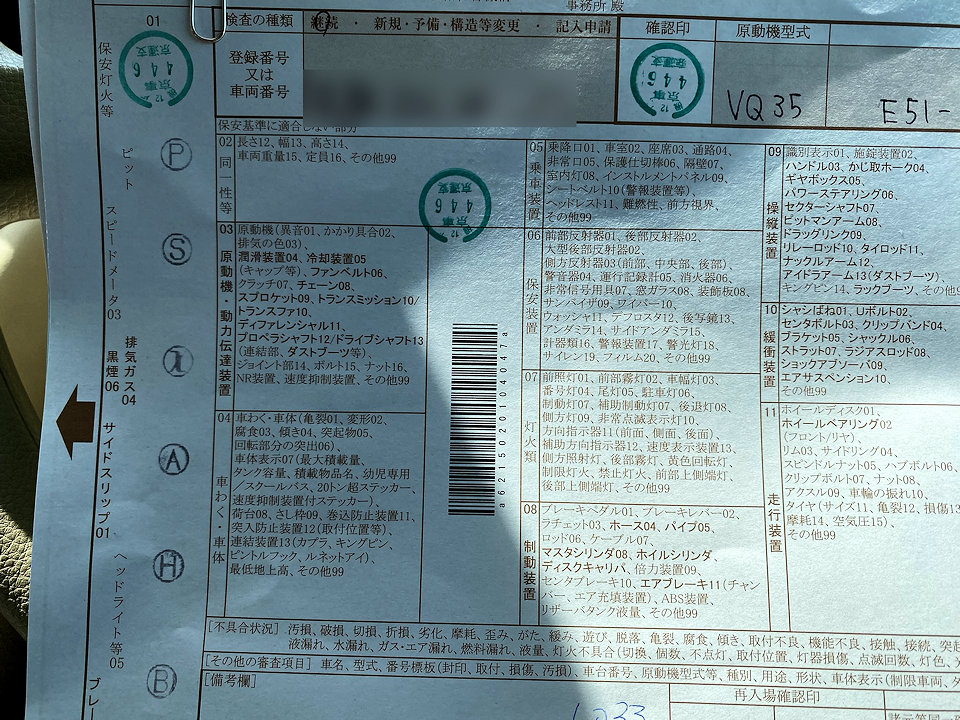 事務所 殿
検査の種類
継続 ・ 新規・予備・構造等変更 ・ 記入申請
確認印
原動機型式
登録番号
又は
車両番号
VQ35
E51-
446
京運支
446
京運支
446
京運支
01
保安灯火等
ピット
スピードメータ03
排気ガス04
黒煙06
サイドスリップ01
ヘッドライト等05
ブレー
P
S
A
H
B
保安基準に適合しない部分
02
同一性等
長さ12、幅13、高さ14、
車両重量15、定員16、その他99
03
原動機・動力伝達装置
原動機(異音01、かかり具合02、
排気の色03)、
潤滑装置04、冷却装置05
(キャップ等)、ファンベルト06、
クラッチ07、チェーン08、
スプロケット09、トランスミッション10/
トランスファ10、
ディファレンシャル11、
プロペラシャフト12/ドライブシャフト13
(連結部、ダストブーツ等)、
ジョイント部14、ボルト15、ナット16、
NR装置、速度抑制装置、その他99
04
車わく・車体
車わく・車体(亀裂01、変形02、
腐食03、傾き04、突起物05、
回転部分の突出06)、
車体表示07(最大積載量、
タンク容量、積載物品名、幼児専用
/スクールバス、20トン超ステッカー、
速度抑制装置付ステッカー)、
荷台08、さし枠09、巻込防止装置11、
突入防止装置12(取付位置等)、
連結装置13(カプラ、キングピン、
ピントルフック、ルネットアイ)、
最低地上高、その他99
a6215020104047a
05
乗車装置
乗降口01、車室02、座席03、通路04、
非常口05、保護仕切棒06、隔壁07、
室内灯08、インストルメントパネル09、
シートベルト10(警報装置等)、
ヘッドレスト11、難燃性、前方視界、
その他99
06
保安装置
前部反射器01、後部反射器02、
大型後部反射器02、
側方反射器03(前部、中央部、後部)、
警音器04、運行記録計05、消火器06、
非常信号用具07、窓ガラス08、装飾板08、
サンバイザ09、ワイパー10、
ウォッシャ11、デフロスタ12、後写鏡13、
アンダミラ14、サイドアンダミラ15、
計器類16、警報装置17、警光灯18、
サイレン19、フィルム20、その他99
07
灯火類
前照灯01、前部霧灯02、車幅灯03、
番号灯04、尾灯05、駐車灯06、
制動灯07、補助制動灯07、後退灯08、
側方灯09、非常点滅表示灯10、
方向指示器11(前面、側面、後面)、
補助方向指示器12、速度表示装置13、
側方照射灯、後部霧灯、黄色回転灯、
制限灯火、禁止灯火、前部上側端灯、
後部上側端灯、その他99
08
制動装置
ブレーキペダル01、ブレーキレバー02、
ラチェット03、ホース04、パイプ05、
ロッド06、ケーブル07、
マスタシリンダ08、ホイルシリンダ、
ディスクキャリパ、倍力装置09、
センタブレーキ10、エアブレーキ11(チャン
バー、エア充填装置)、ABS装置、
リザーバタンク液量、その他99
09
操縦装置
識別表示01、施錠装置02、
ハンドル03、かじ取ホーク04、
ギヤボックス05、
パワーステアリング06、
セクターシャフト07、
ピットマンアーム08、
ドラッグリンク09、
リレーロッド10、タイロッド11、
ナックルアーム12、
アイドラアーム13(ダストブーツ)、
キングピン14、ラックブーツ、その他9
10
緩衝装置
シャシばね01、Uボルト02、
センタボルト03、クリップバンド04、
ブラケット05、シャックル06、
ストラット07、ラジアスロッド08、
ショックアブソーバ09、
エアサスペンション10、
その他99
11
走行装置
ホイールディスク01、
ホイールベアリング02
(フロント/リヤ)、
リム03、サイドリング04、
スピンドルナット05、ハブボルト06、
クリップボルト07、ナット08、
アクスル09、車輪の振れ10、
タイヤ(サイズ11、亀裂12、損傷13
摩耗14、空気圧15)、
その他99
[不具合状況] 汚損、破損、切損、折損、劣化、摩耗、歪み、がた、緩み、遊び、脱落、亀裂、腐食、傾き、取付不良、機能不良、接触、接続、突起
液漏れ、水漏れ、ガス・エア漏れ、燃料漏れ、液量、灯火不具合(切換、個数、不点灯、取付位置、灯器損傷、点滅回数、灯色、光
[その他の審査項目] 車名、型式、番号標板(封印、取付、損傷、汚損)、車台番号、原動機型式等、種別、用途、形状、車体表示(制限車両、タ
[備考欄]
再入場確認印